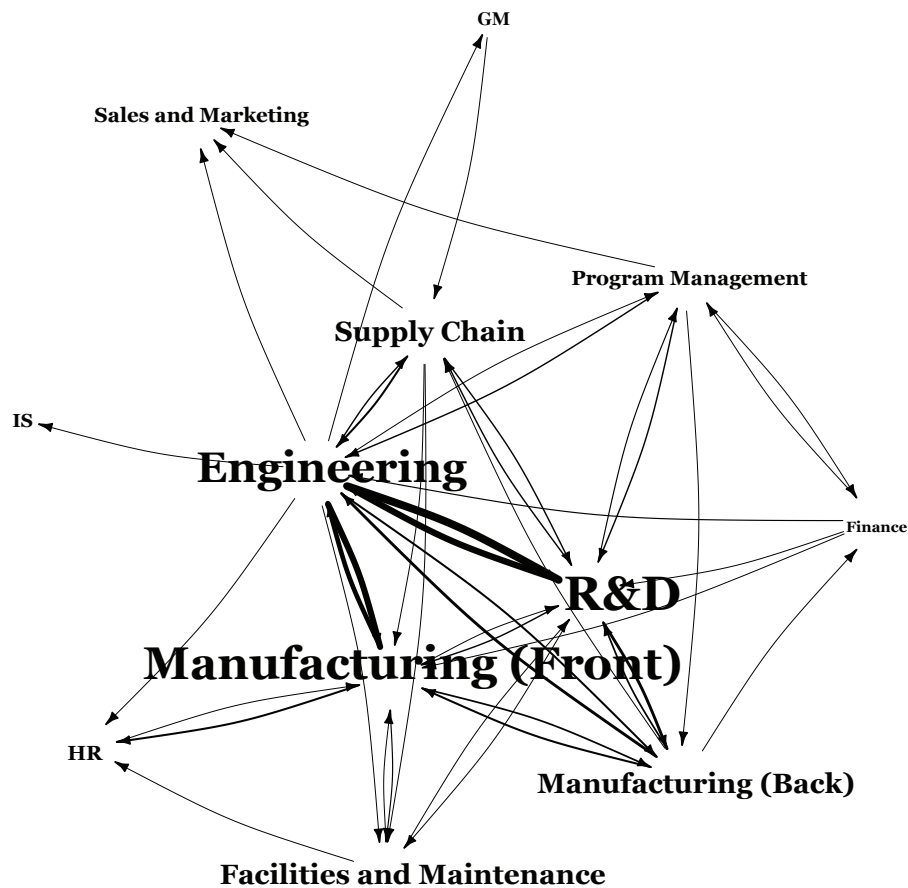 GM
Sales and Marketing
Program Management
Supply Chain
IS
Engineering
Finance
R&D
Manufacturing (Front)
HR
Manufacturing (Back)
Facilities and Maintenance